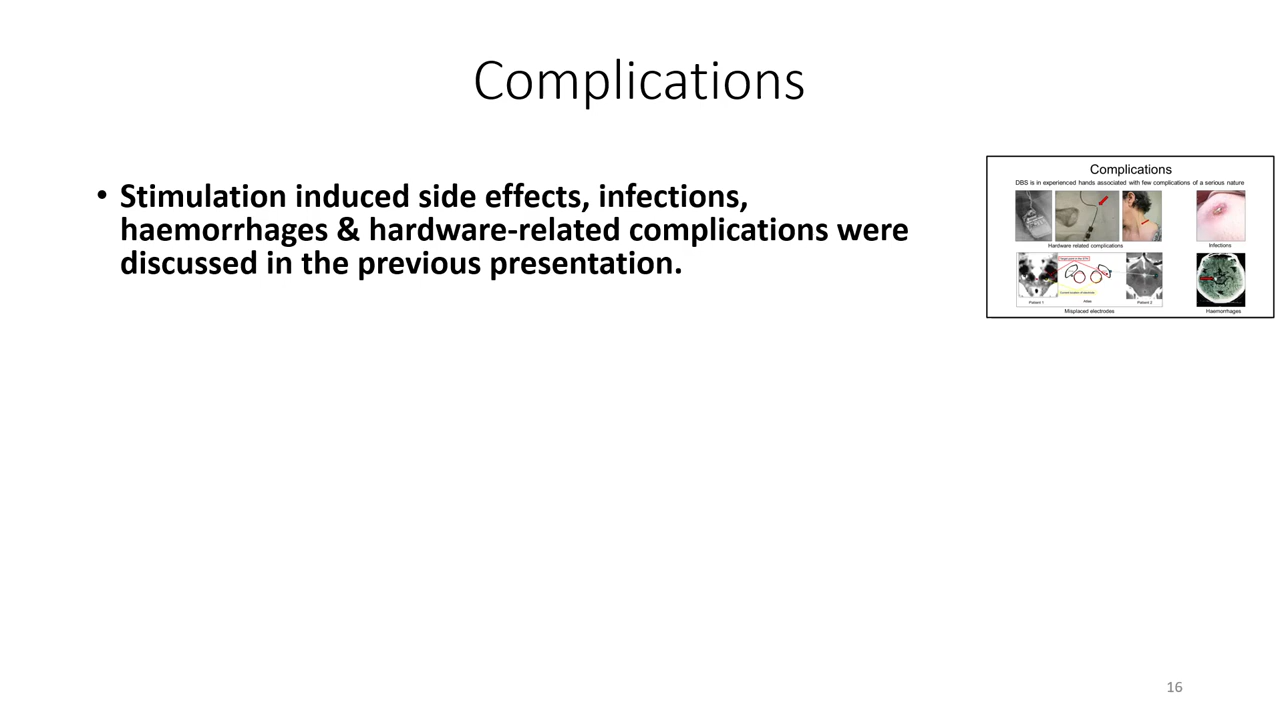 Complications
• Stimulation induced side effects, infections,
haemorrhages & hardware-related complications were
discussed in the previous presentation.
Complications
DBS is in experienced hands associated with few complications of a serious nature
Hardware related complications
Infections
Patient 1
Atlas
Patient 2
Misplaced electrodes
Haemorrhages
16